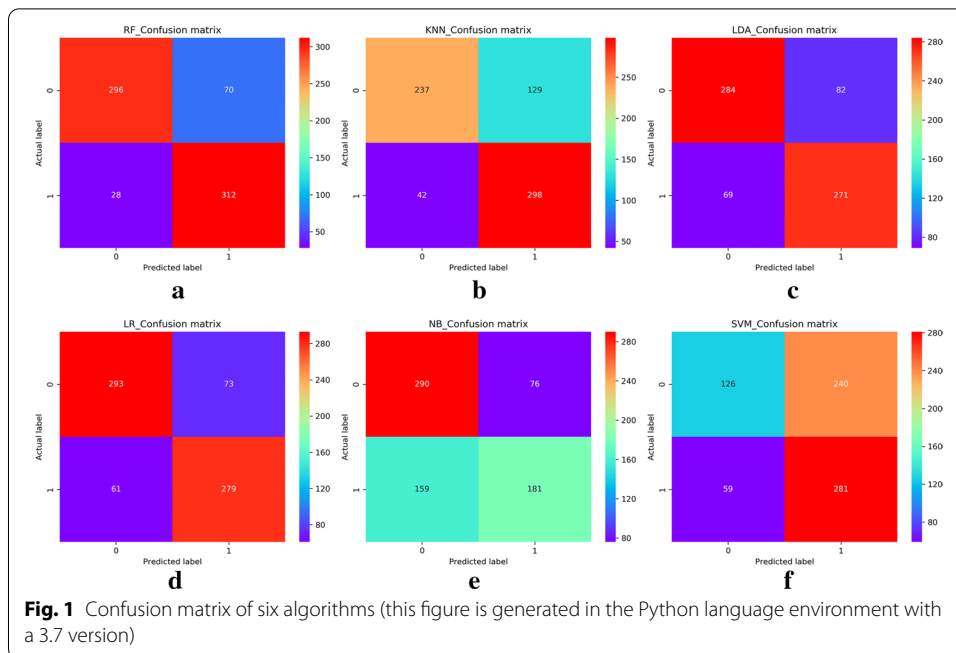 RF_Confusion matrix
296 70
28 312
0
1
Actual label
0 1
Predicted label
300
250
200
150
100
50
a
KNN_Confusion matrix
237 129
42 298
0
1
Actual label
0 1
Predicted label
250
200
150
100
50
b
LDA_Confusion matrix
284 82
69 271
0
1
Actual label
0 1
Predicted label
280
240
200
160
120
80
c
LR_Confusion matrix
293 73
61 279
0
1
Actual label
0 1
Predicted label
280
240
200
160
120
80
d
NB_Confusion matrix
290 76
159 181
0
1
Actual label
0 1
Predicted label
280
240
200
160
120
80
e
SVM_Confusion matrix
126 240
59 281
0
1
Actual label
0 1
Predicted label
280
240
200
160
120
80
f
Fig. 1 Confusion matrix of six algorithms (this figure is generated in the Python language environment with
a 3.7 version)